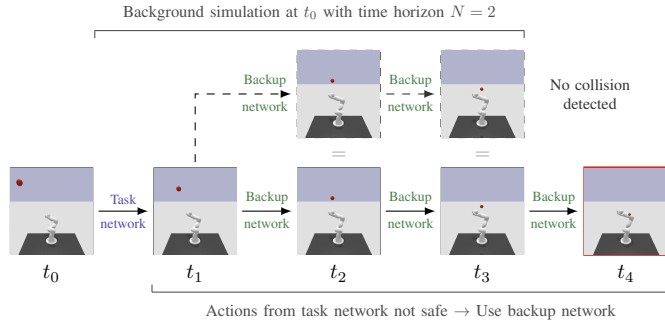 Background simulation at t0 with time horizon N = 2
Backup
network
Backup
network
No collision
detected
=
=
Task
network
Backup
network
Backup
network
Backup
network
t0
t1
t2
t3
t4
Actions from task network not safe → Use backup network